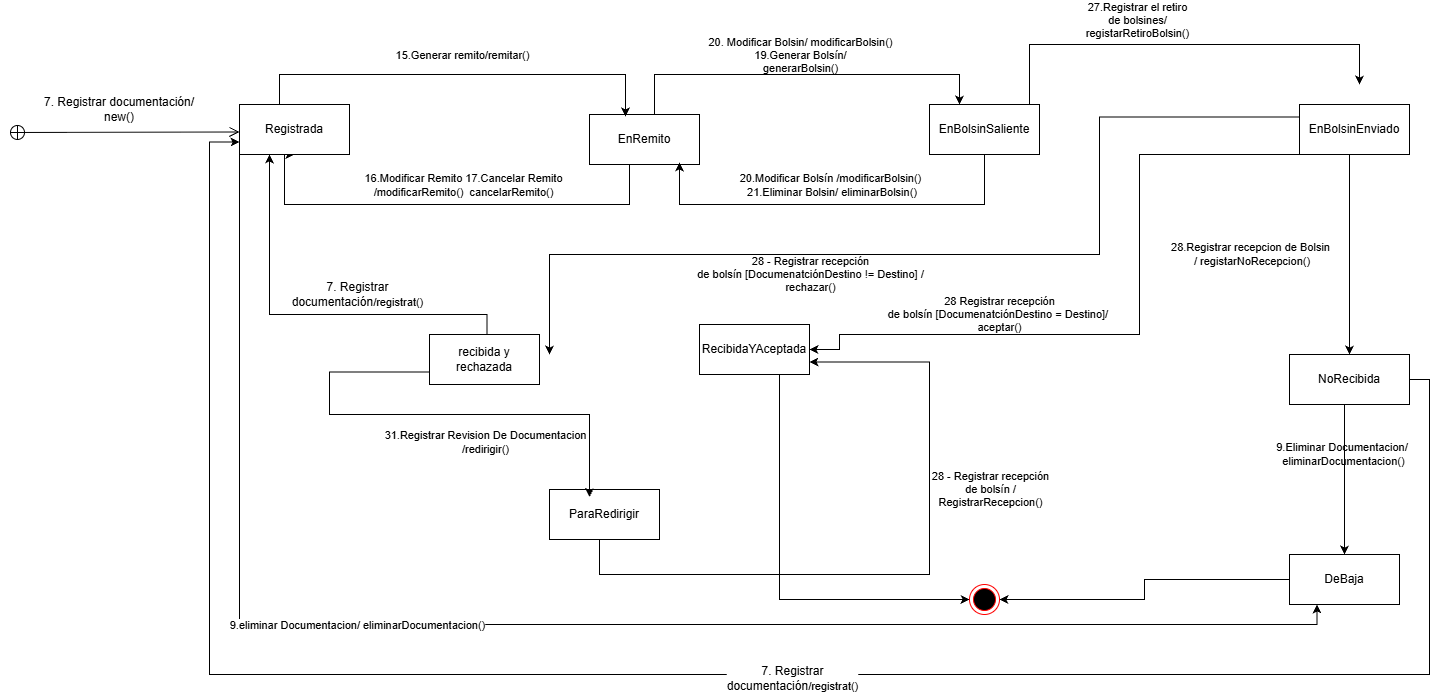 27.Registrar el retiro
de bolsines/
registarRetiroBolsin()
20. Modificar Bolsin/ modificarBolsin()
19.Generar Bolsín/
generarBolsin()
15.Generar remito/remitar()
7. Registrar documentación/
new()
Registrada
EnRemito
EnBolsinSaliente
EnBolsinEnviado
16.Modificar Remito 17.Cancelar Remito
/modificarRemito()  cancelarRemito()
20.Modificar Bolsín /modificarBolsin()
21.Eliminar Bolsin/ eliminarBolsin()
28.Registrar recepcion de Bolsin
/ registarNoRecepcion()
28 - Registrar recepción
de bolsín [DocumenatciónDestino != Destino] /
rechazar()
7. Registrar
documentación/registrat()
28 Registrar recepción
de bolsín [DocumenatciónDestino = Destino]/
aceptar()
recibida y
rechazada
RecibidaYAceptada
NoRecibida
31.Registrar Revision De Documentacion
/redirigir()
9.Eliminar Documentacion/
eliminarDocumentacion()
28 - Registrar recepción
de bolsín /
RegistrarRecepcion()
ParaRedirigir
DeBaja
9.eliminar Documentacion/ eliminarDocumentacion()
7. Registrar
documentación/registrat()